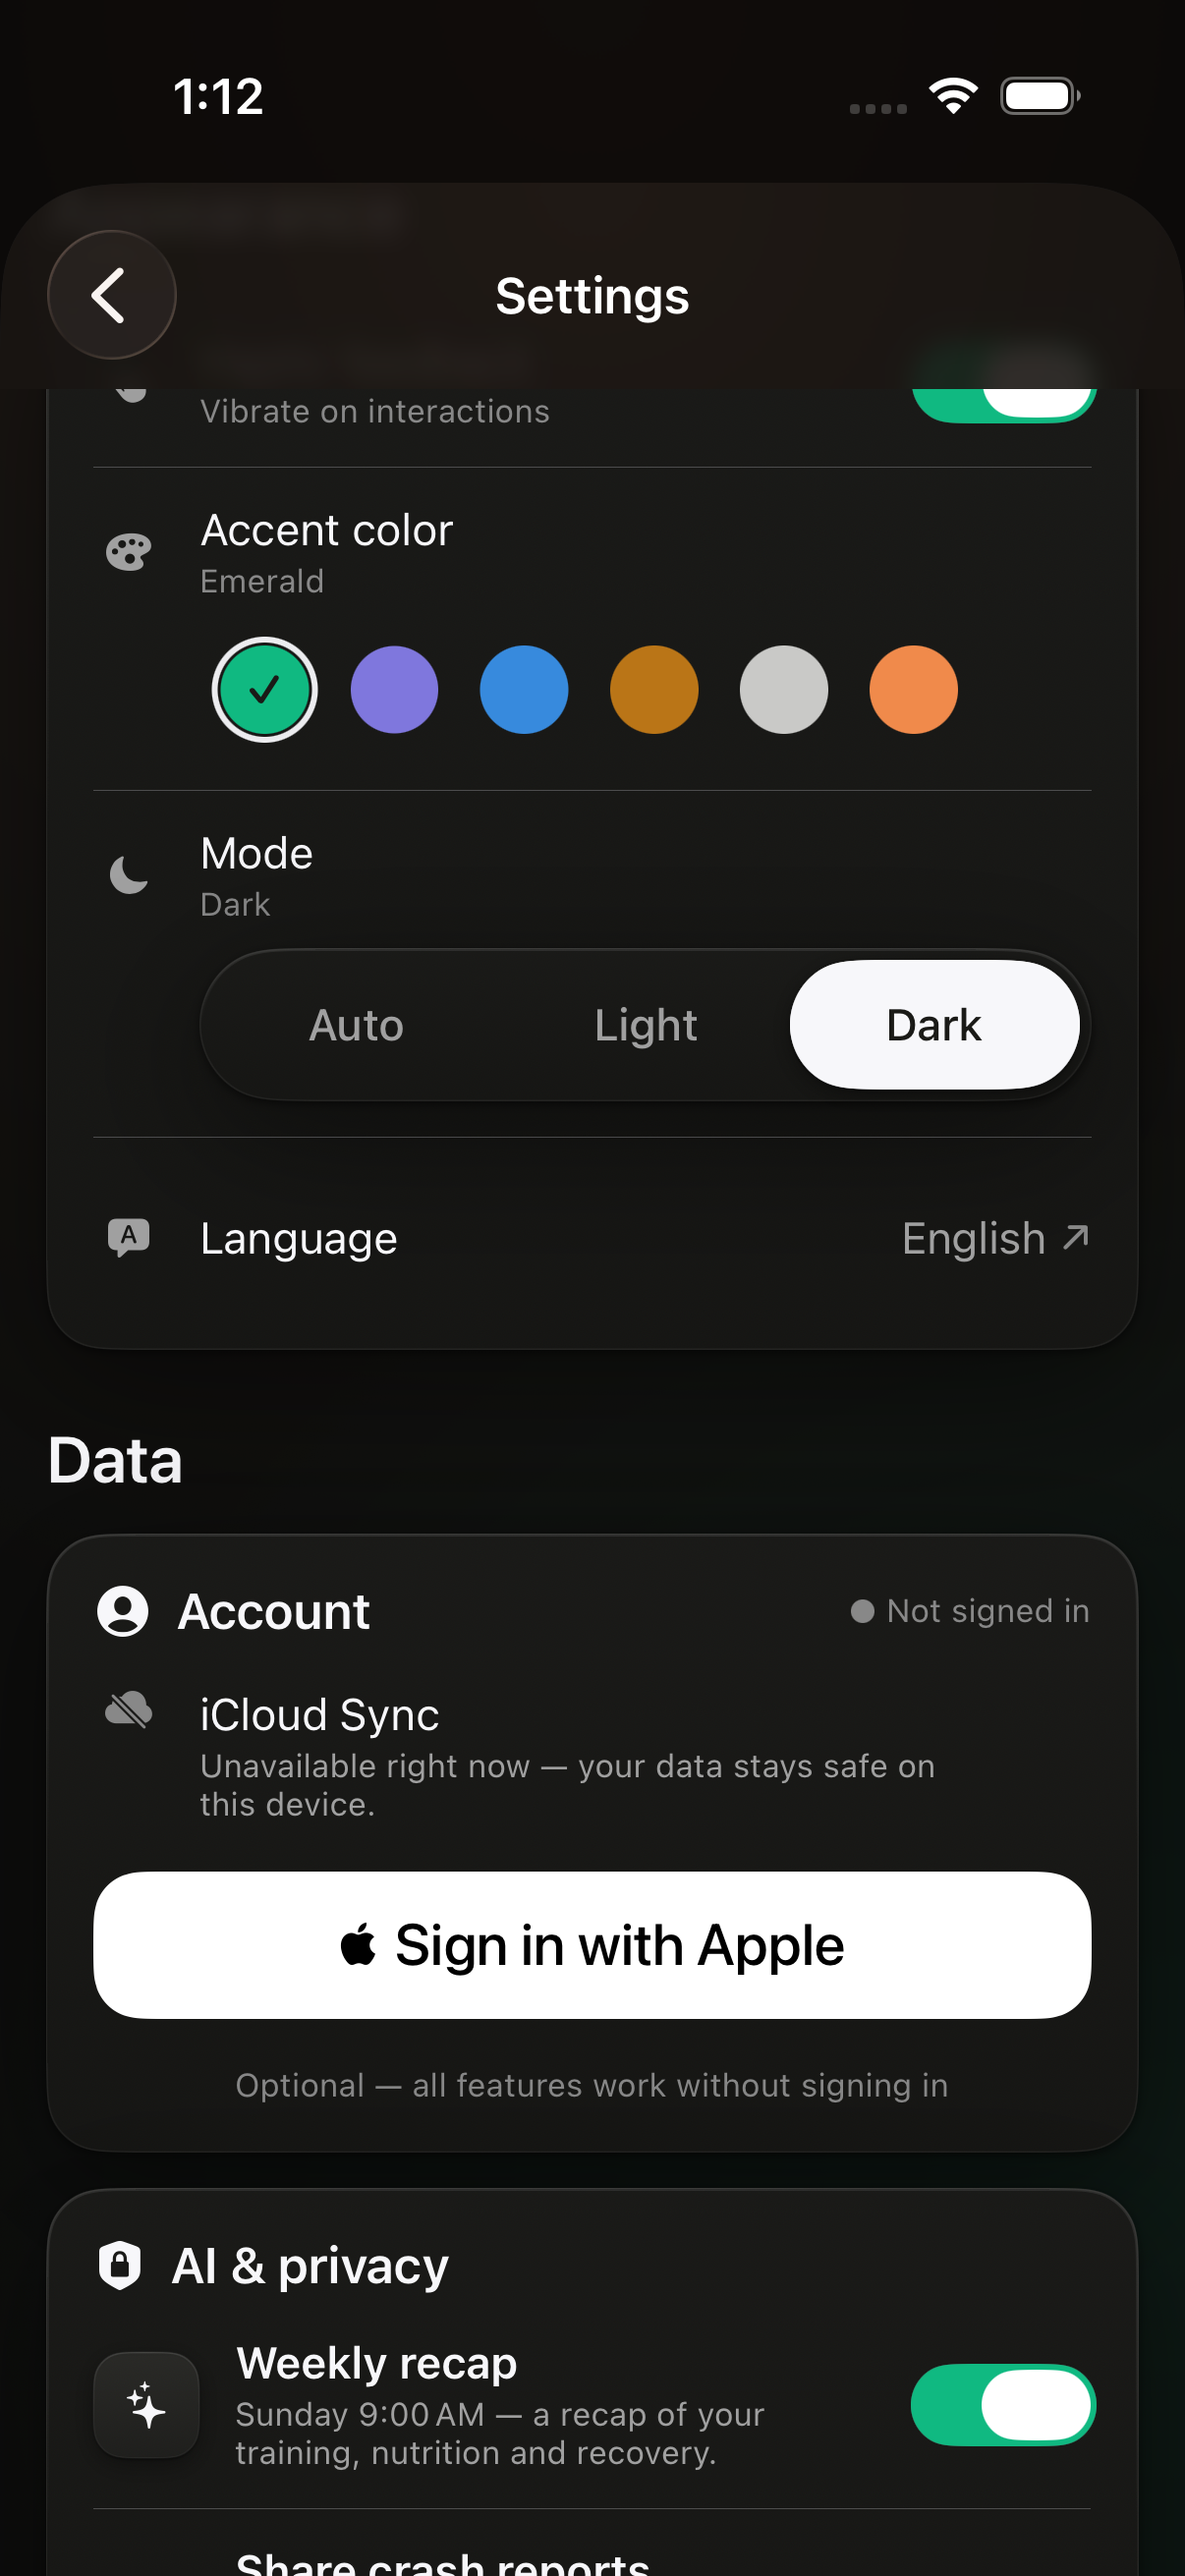 1:12
Settings
Vibrate on interactions
Accent color
Emerald
Mode
Dark
Auto Light Dark
Language English
Data
Account Not signed in
iCloud Sync
Unavailable right now — your data stays safe on
this device.
Sign in with Apple
Optional — all features work without signing in
AI & privacy
Weekly recap
Sunday 9:00 AM — a recap of your
training, nutrition and recovery.
Share crash reports